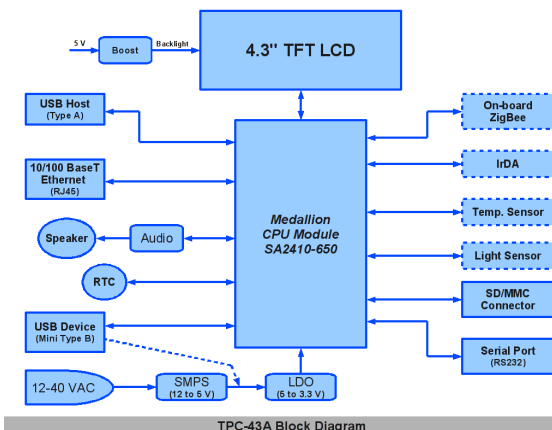 4.3" TFT LCD
5 V
Boost
Backlight
USB Host
(Type A)
On-board
ZigBee
10/100 BaseT
Ethernet
(RJ45)
IrDA
Medallion
CPU Module
SA2410-650
Speaker
Audio
Temp. Sensor
RTC
Light Sensor
USB Device
(Mini Type B)
SD/MMC
Connector
12-40 VAC
SMPS
(12 to 5 V)
LDO
(5 to 3.3 V)
Serial Port
(RS232)
TPC-43A Block Diagram